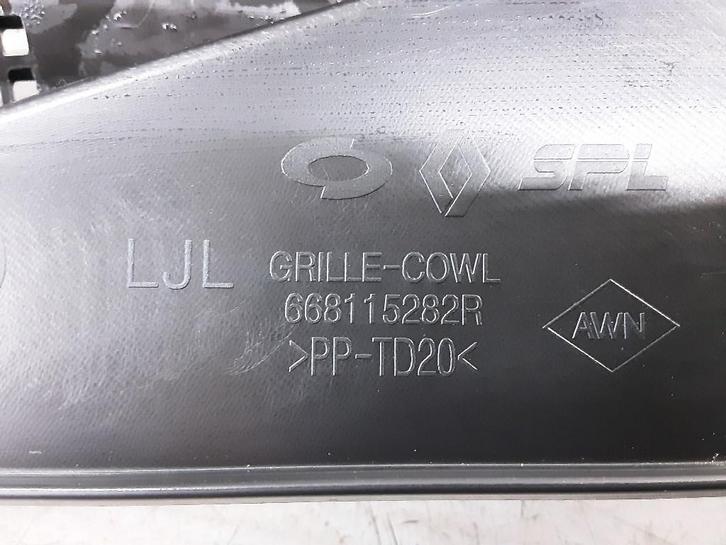 SPL
LJL
GRILLE-COWL
668115282R
>PP-TD20<
AWN